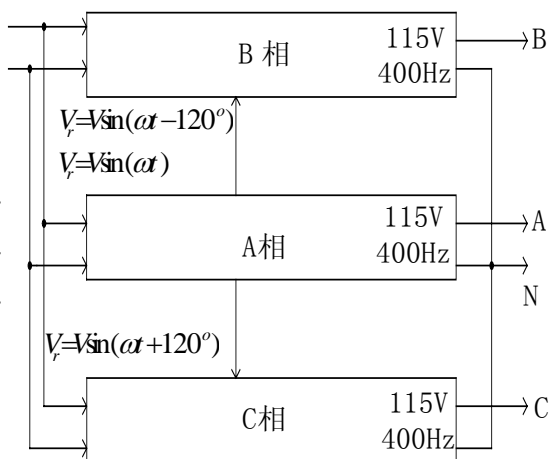 B相
115V
400Hz
B
Vr=Vsin(ωt-120°)
Vr=Vsin(ωt)
A相
115V
400Hz
A
N
Vr=Vsin(ωt+120°)
C相
115V
400Hz
C